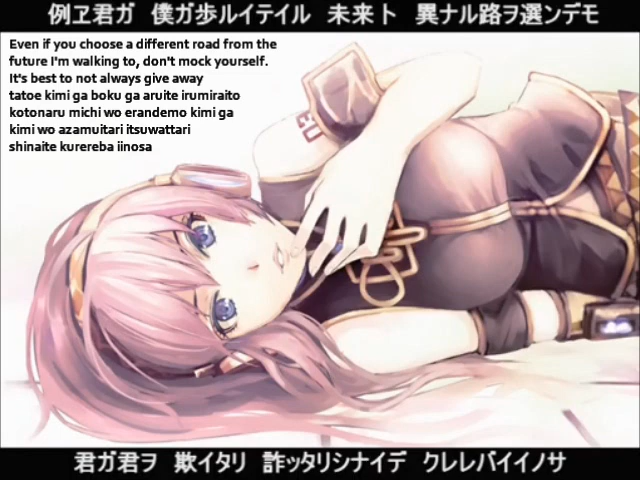 例ヱ君ガ　僕ガ歩ルイテイル　未来ト　異ナル路ヲ選ンデモ
Even if you choose a different road from the
future I'm walking to, don't mock yourself.
It's best to not always give away
tatoe kimi ga boku ga aruite irumiraito
kotonaru michi wo erandemo kimi ga
kimi wo azamuitari itsuwattari
shinaite kurereba iinosa
君ガ君ヲ　欺イタリ　詐ッタリシナイデ　クレレバイイノサ